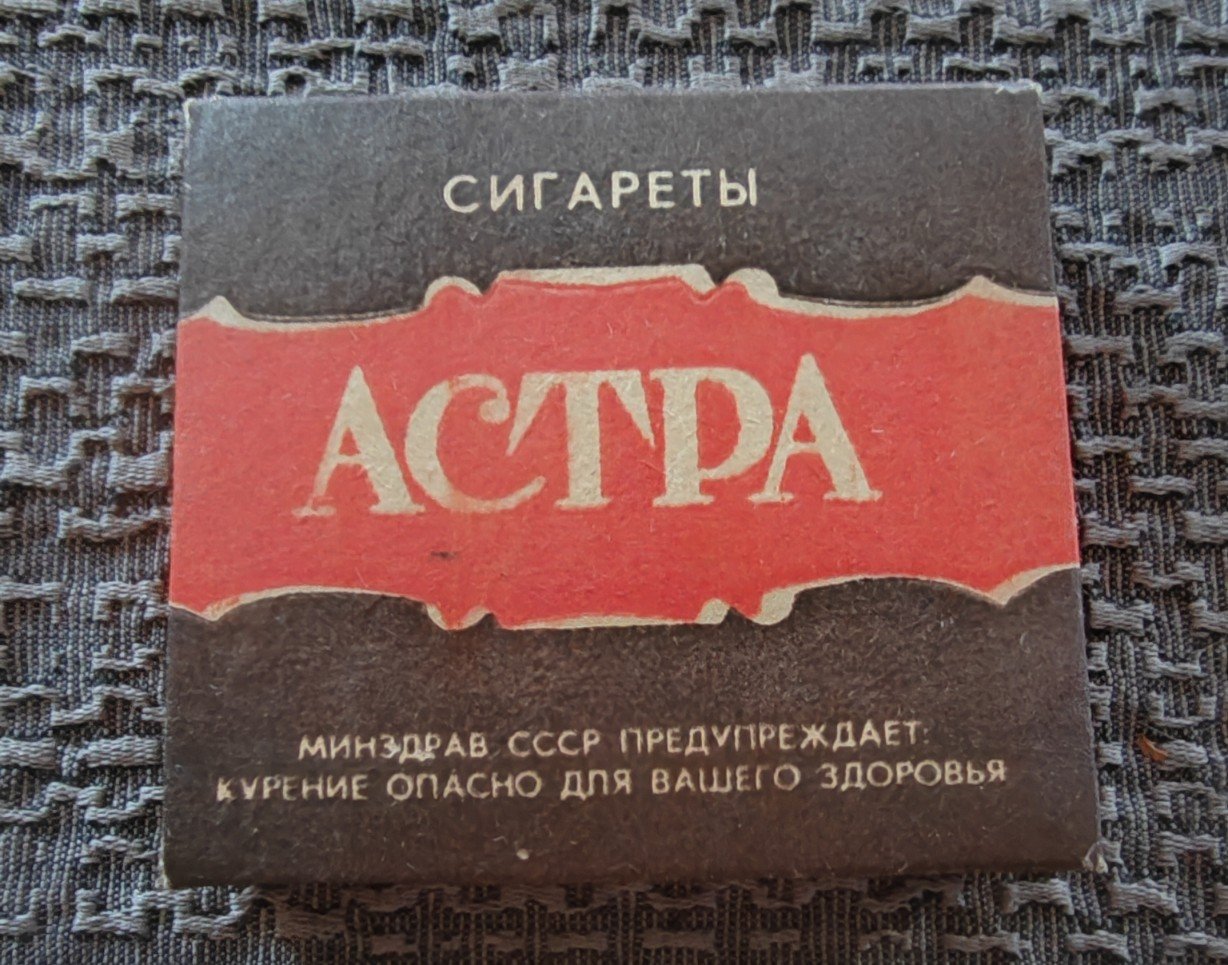 СИГАРЕТЫ
АСТРА
МИНЗДРАВ СССР ПРЕДУПРЕЖДАЕТ:
КУРЕНИЕ ОПАСНО ДЛЯ ВАШЕГО ЗДОРОВЬЯ